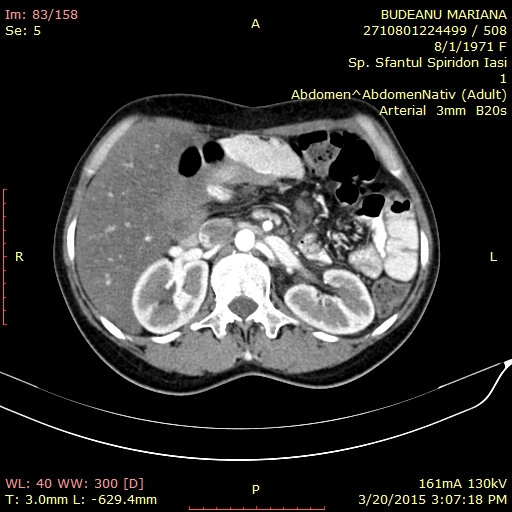 Im: 83/158
Se: 5
A
BUDEANU MARIANA
2710801224499 / 508
8/1/1971 F
Sp. Sfantul Spiridon Iasi
1
Abdomen^AbdomenNativ (Adult)
Arterial 3mm B20s
R
L
WL: 40 WW: 300 [D]
T: 3.0mm L: -629.4mm
P
161mA 130kV
3/20/2015 3:07:18 PM